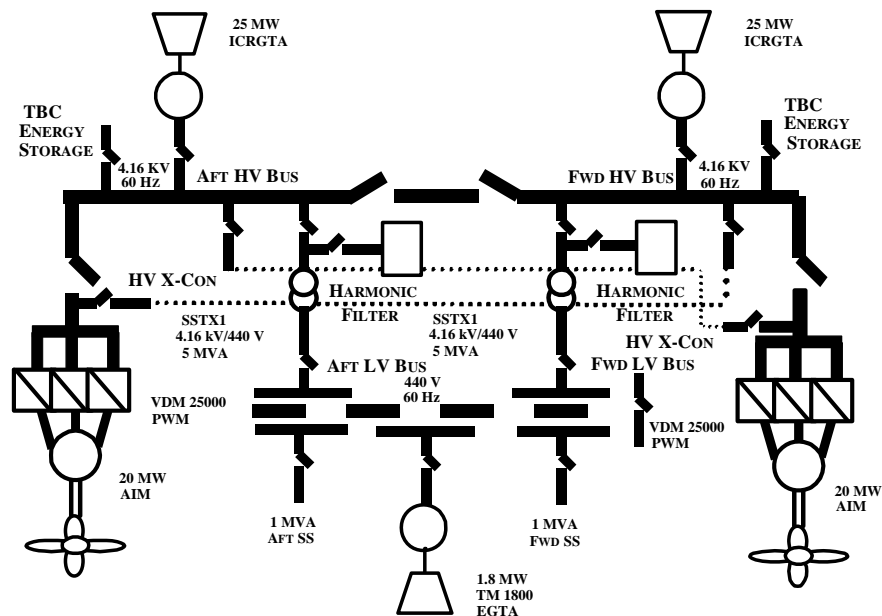 25 MW
ICRGTA
25 MW
ICRGTA
TBC
ENERGY
STORAGE
TBC
ENERGY
STORAGE
4.16 KV
60 HZ
AFT HV BUS
FWD HV BUS
4.16 KV
60 HZ
HV X-CON
HARMONIC
FILTER
HARMONIC
FILTER
SSTX1
4.16 kV/440 V
5 MVA
SSTX1
4.16 kV/440 V
5 MVA
HV X-CON
AFT LV BUS
440 V
60 HZ
FWD LV BUS
VDM 25000
PWM
VDM 25000
PWM
20 MW
AIM
20 MW
AIM
1 MVA
AFT SS
1 MVA
FWD SS
1.8 MW
TM 1800
EGTA